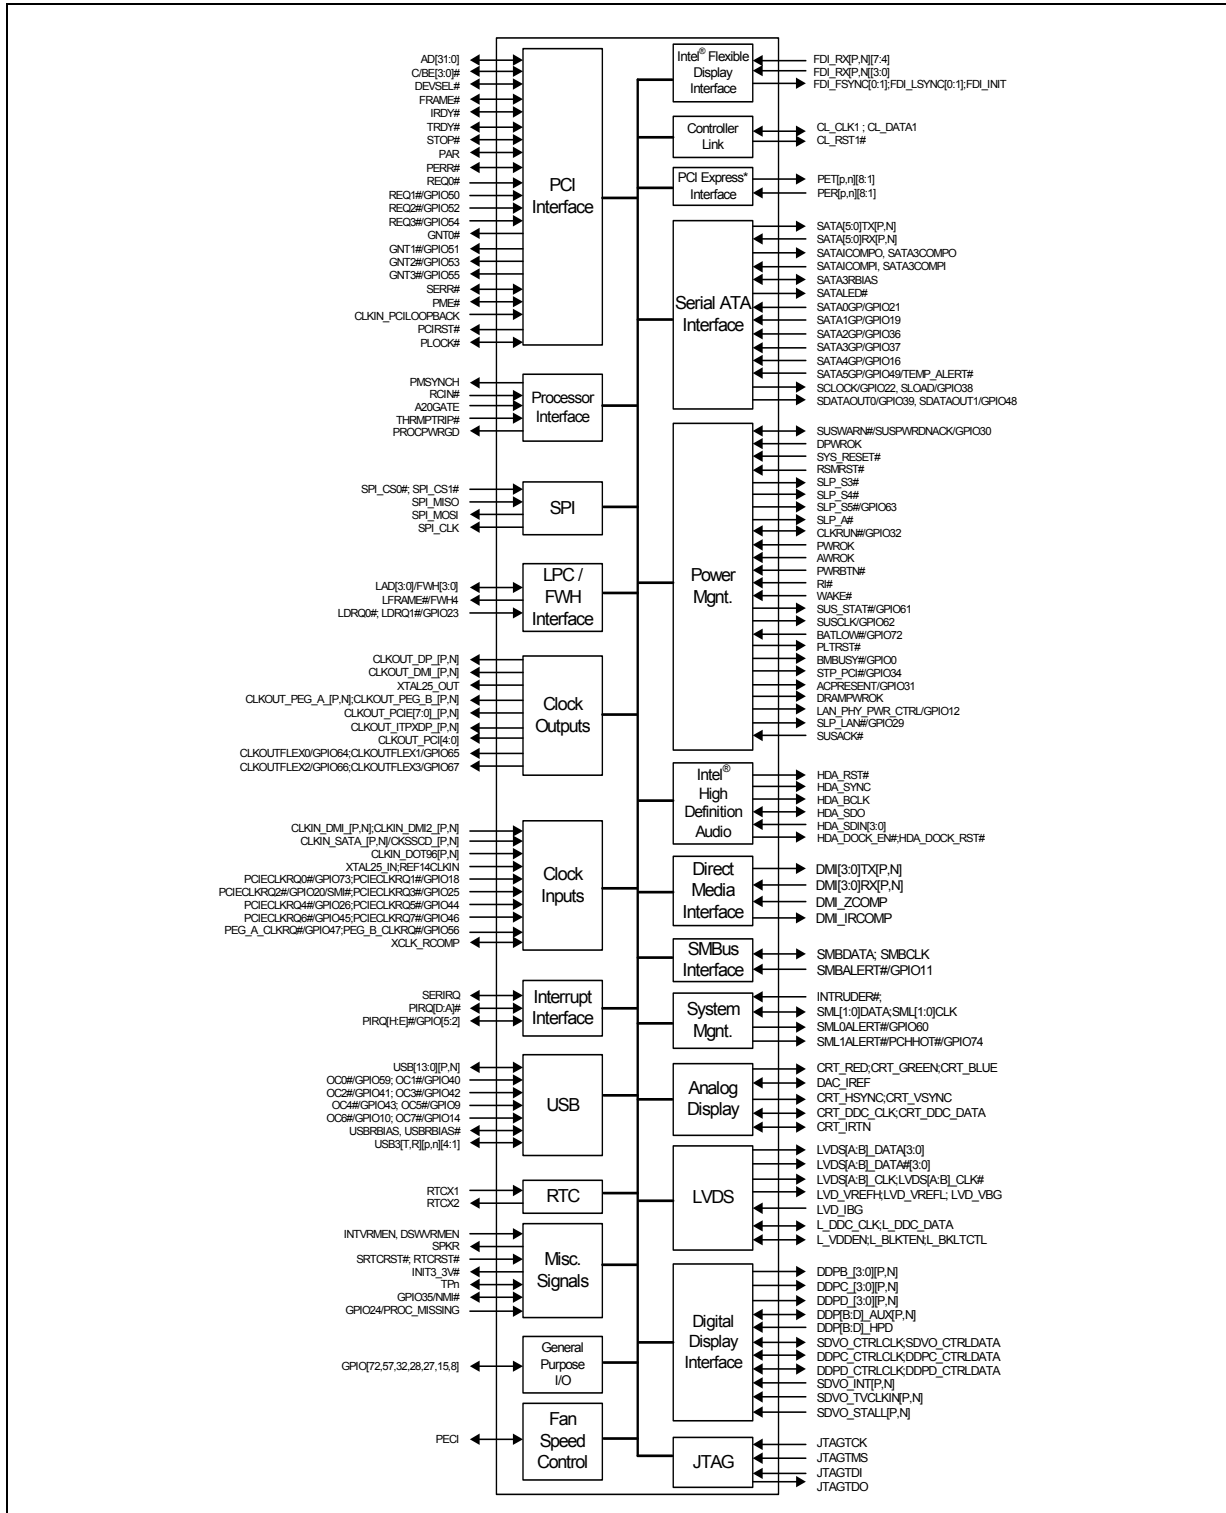 AD[31:0]
C/BE[3:0]#
DEVSEL#
FRAME#
IRDY#
TRDY#
STOP#
PAR
PERR#
REQ0#
REQ1#/GPIO50
REQ2#/GPIO52
REQ3#/GPIO54
GNT0#
GNT1#/GPIO51
GNT2#/GPIO53
GNT3#/GPIO55
SERR#
PME#
CLKIN_PCILOOPBACK
PCIRST#
PLOCK#
PCI
Interface
PMSYNCH
RCIN#
A20GATE
THRMPTRIP#
PROCPWRGD
Processor
Interface
SPI_CS0#; SPI_CS1#
SPI_MISO
SPI_MOSI
SPI_CLK
SPI
LAD[3:0]/FWH[3:0]
LFRAME#/FWH4
LDRQ0#; LDRQ1#/GPIO23
LPC /
FWH
Interface
CLKOUT_DP_[P,N]
CLKOUT_DMI_[P,N]
XTAL25_OUT
CLKOUT_PEG_A_[P,N];CLKOUT_PEG_B_[P,N]
CLKOUT_PCIE[7:0]_[P,N]
CLKOUT_ITPXDP_[P,N]
CLKOUT_PCI[4:0]
CLKOUTFLEX0/GPIO64;CLKOUTFLEX1/GPIO65
CLKOUTFLEX2/GPIO66;CLKOUTFLEX3/GPIO67
Clock
Outputs
CLKIN_DMI_[P,N];CLKIN_DMI2_[P,N]
CLKIN_SATA_[P,N]/CKSSCD_[P,N]
CLKIN_DOT96[P,N]
XTAL25_IN;REF14CLKIN
PCIECLKRQ0#/GPIO73;PCIECLKRQ1#/GPIO18
PCIECLKRQ2#/GPIO20/SMI#;PCIECLKRQ3#/GPIO25
PCIECLKRQ4#/GPIO26;PCIECLKRQ5#/GPIO44
PCIECLKRQ6#/GPIO45;PCIECLKRQ7#/GPIO46
PEG_A_CLKRQ#/GPIO47;PEG_B_CLKRQ#/GPIO56
XCLK_RCOMP
Clock
Inputs
SERIRQ
PIRQ[D:A]#
PIRQ[H:E]#/GPIO[5:2]
Interrupt
Interface
USB[13:0][P,N]
OC0#/GPIO59; OC1#/GPIO40
OC2#/GPIO41; OC3#/GPIO42
OC4#/GPIO43; OC5#/GPIO9
OC6#/GPIO10; OC7#/GPIO14
USBRBIAS, USBRBIAS#
USB3[T,R][p,n][4:1]
USB
RTCX1
RTCX2
RTC
INTVRMEN, DSWVRMEN
SPKR
SRTCRST#; RTCRST#
INIT3_3V#
TPn
GPIO35/NMI#
GPIO24/PROC_MISSING
Misc.
Signals
GPIO[72,57,32,28,27,15,8]
General
Purpose
I/O
PECI
Fan
Speed
Control
Intel® Flexible
Display
Interface
FDI_RX[P,N][7:4]
FDI_RX[P,N][3:0]
FDI_FSYNC[0:1];FDI_LSYNC[0:1];FDI_INIT
Controller
Link
CL_CLK1 ; CL_DATA1
CL_RST1#
PCI Express*
Interface
PET[p,n][8:1]
PER[p,n][8:1]
Serial ATA
Interface
SATA[5:0]TX[P,N]
SATA[5:0]RX[P,N]
SATAICOMPO, SATA3COMPO
SATAICOMPI, SATA3COMPI
SATA3RBIAS
SATALED#
SATA0GP/GPIO21
SATA1GP/GPIO19
SATA2GP/GPIO36
SATA3GP/GPIO37
SATA4GP/GPIO16
SATA5GP/GPIO49/TEMP_ALERT#
SCLOCK/GPIO22, SLOAD/GPIO38
SDATAOUT0/GPIO39, SDATAOUT1/GPIO48
Power
Mgnt.
SUSWARN#/SUSPWRDNACK/GPIO30
DPWROK
SYS_RESET#
RSMRST#
SLP_S3#
SLP_S4#
SLP_S5#/GPIO63
SLP_A#
CLKRUN#/GPIO32
PWROK
AWROK
PWRBTN#
RI#
WAKE#
SUS_STAT#/GPIO61
SUSCLK/GPIO62
BATLOW#/GPIO72
PLTRST#
BMBUSY#/GPIO0
STP_PCI#/GPIO34
ACPRESENT/GPIO31
DRAMPWROK
LAN_PHY_PWR_CTRL/GPIO12
SLP_LAN#/GPIO29
SUSACK#
Intel®
High
Definition
Audio
HDA_RST#
HDA_SYNC
HDA_BCLK
HDA_SDO
HDA_SDIN[3:0]
HDA_DOCK_EN#;HDA_DOCK_RST#
Direct
Media
Interface
DMI[3:0]TX[P,N]
DMI[3:0]RX[P,N]
DMI_ZCOMP
DMI_IRCOMP
SMBus
Interface
SMBDATA; SMBCLK
SMBALERT#/GPIO11
System
Mgnt.
INTRUDER#;
SML[1:0]DATA;SML[1:0]CLK
SML0ALERT#/GPIO60
SML1ALERT#/PCHHOT#/GPIO74
Analog
Display
CRT_RED;CRT_GREEN;CRT_BLUE
DAC_IREF
CRT_HSYNC;CRT_VSYNC
CRT_DDC_CLK;CRT_DDC_DATA
CRT_IRTN
LVDS
LVDS[A:B]_DATA[3:0]
LVDS[A:B]_DATA#[3:0]
LVDS[A:B]_CLK;LVDS[A:B]_CLK#
LVD_VREFH;LVD_VREFL; LVD_VBG
LVD_IBG
L_DDC_CLK;L_DDC_DATA
L_VDDEN;L_BLKTEN;L_BKLTCTL
Digital
Display
Interface
DDPB_[3:0][P,N]
DDPC_[3:0][P,N]
DDPD_[3:0][P,N]
DDP[B:D]_AUX[P,N]
DDP[B:D]_HPD
SDVO_CTRLCLK;SDVO_CTRLDATA
DDPC_CTRLCLK;DDPC_CTRLDATA
DDPD_CTRLCLK;DDPD_CTRLDATA
SDVO_INT[P,N]
SDVO_TVCLKIN[P,N]
SDVO_STALL[P,N]
JTAG
JTAGTCK
JTAGTMS
JTAGTDI
JTAGTDO